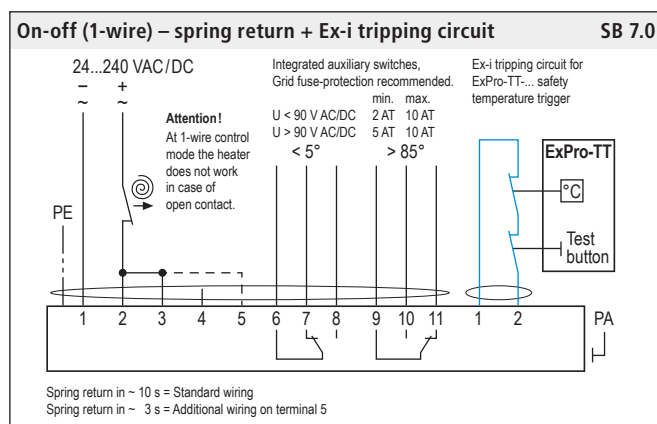 On-off (1-wire) – spring return + Ex-i tripping circuit SB 7.0
24...240 VAC/DC
– +
~ ~
Attention!
At 1-wire control
mode the heater
does not work
in case of
open contact.
Integrated auxiliary switches,
Grid fuse-protection recommended.
min. max.
U < 90 V AC/DC 2 AT 10 AT
U > 90 V AC/DC 5 AT 10 AT
< 5° > 85°
Ex-i tripping circuit for
ExPro-TT-... safety
temperature trigger
ExPro-TT
°C
Test
button
PE
1 2 3 4 5 6 7 8 9 10 11 1 2 PA
Spring return in ~ 10 s = Standard wiring
Spring return in ~ 3 s = Additional wiring on terminal 5